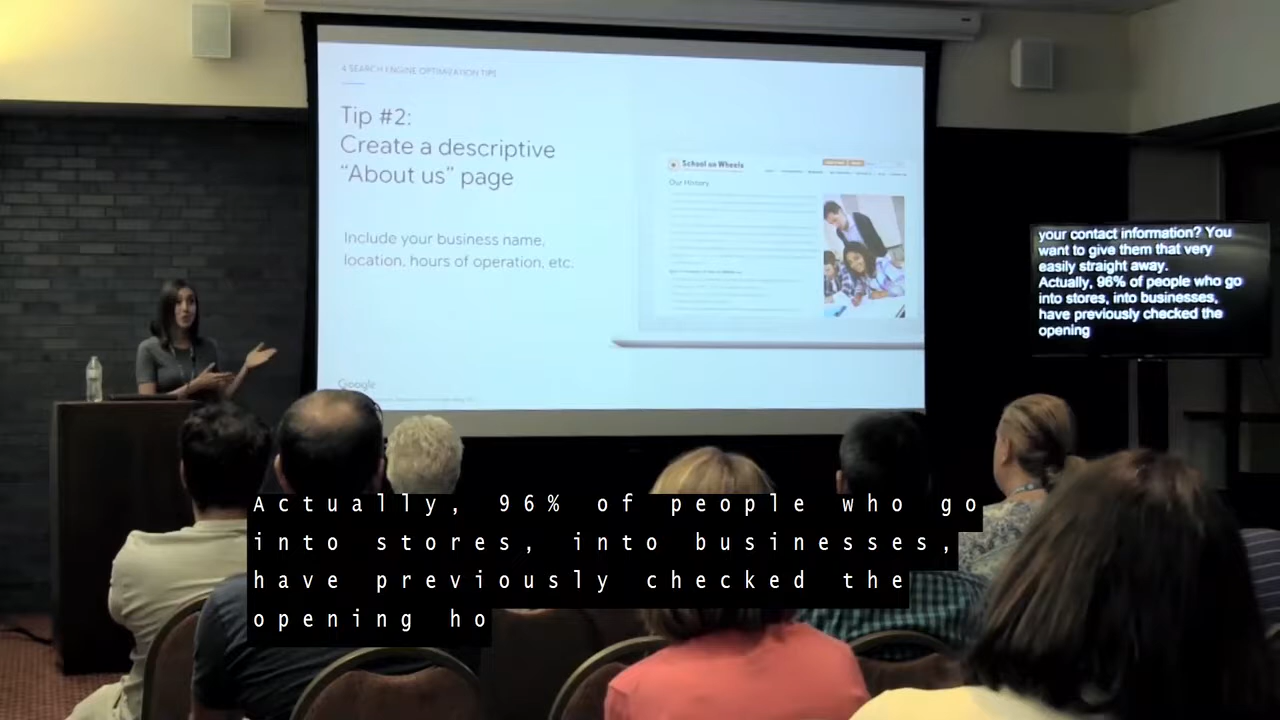 4 SEARCH ENGINE OPTIMIZATION TIPS
Tip #2:
Create a descriptive
“About us” page
Include your business name,
location, hours of operation, etc.
Google
School on Wheels
Our History
your contact information? You
want to give them that very
easily straight away.
Actually, 96% of people who go
into stores, into businesses,
have previously checked the
opening
Actually, 96% of people who go
into stores, into businesses,
have previously checked the
opening ho